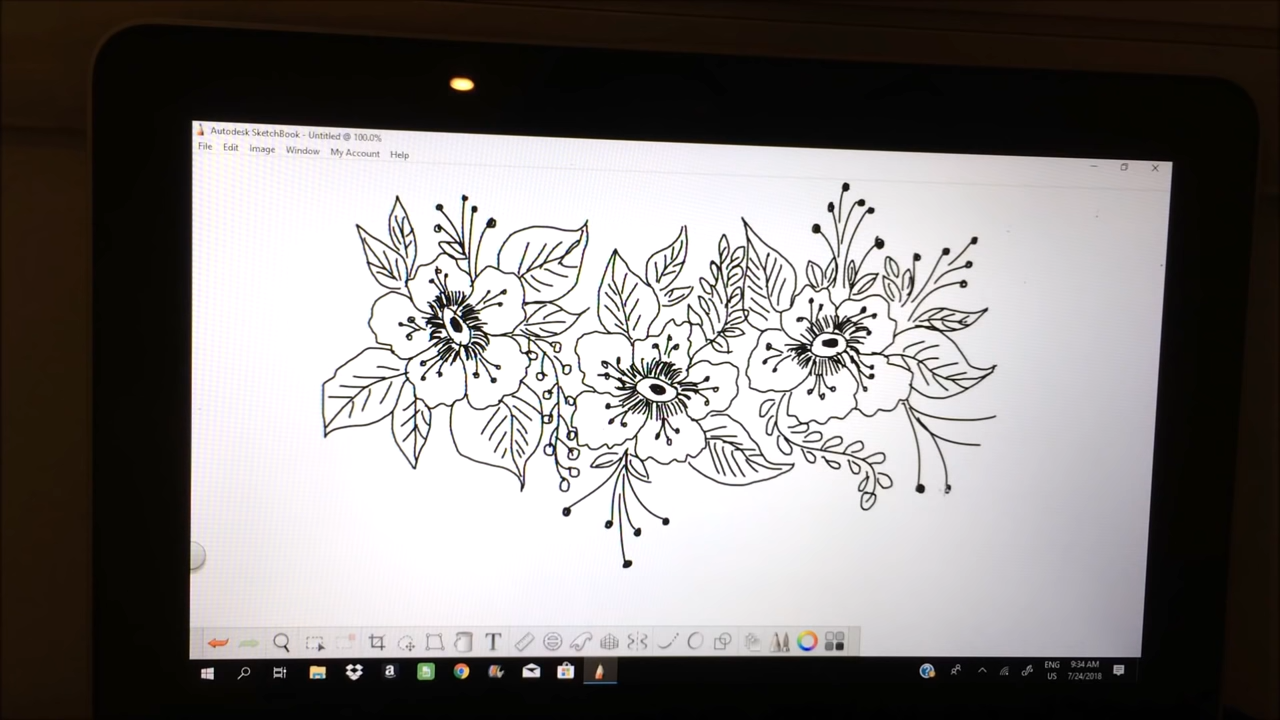 Autodesk SketchBook - Untitled @ 100.0%
File Edit Image Window My Account Help
T
a
ENG 9:34 AM
US 7/24/2018